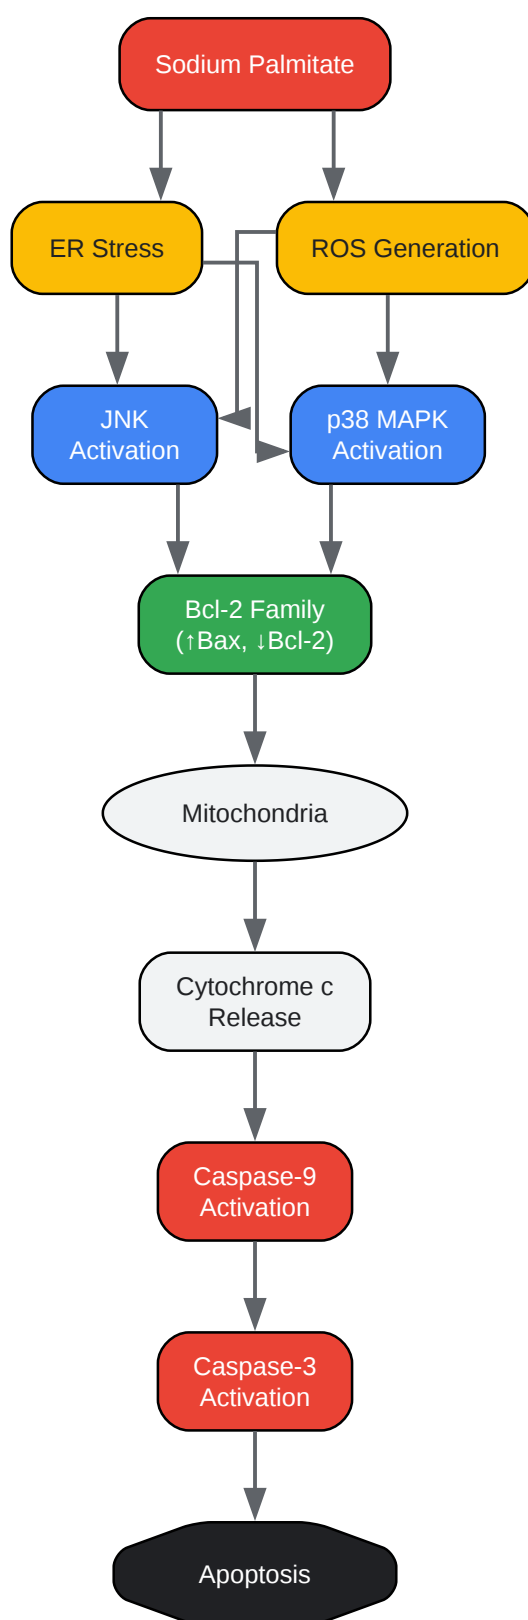 Sodium Palmitate
ER Stress
ROS Generation
JNK
Activation
p38 MAPK
Activation
Bcl-2 Family
(↑Bax, ↓Bcl-2)
Mitochondria
Cytochrome c
Release
Caspase-9
Activation
Caspase-3
Activation
Apoptosis